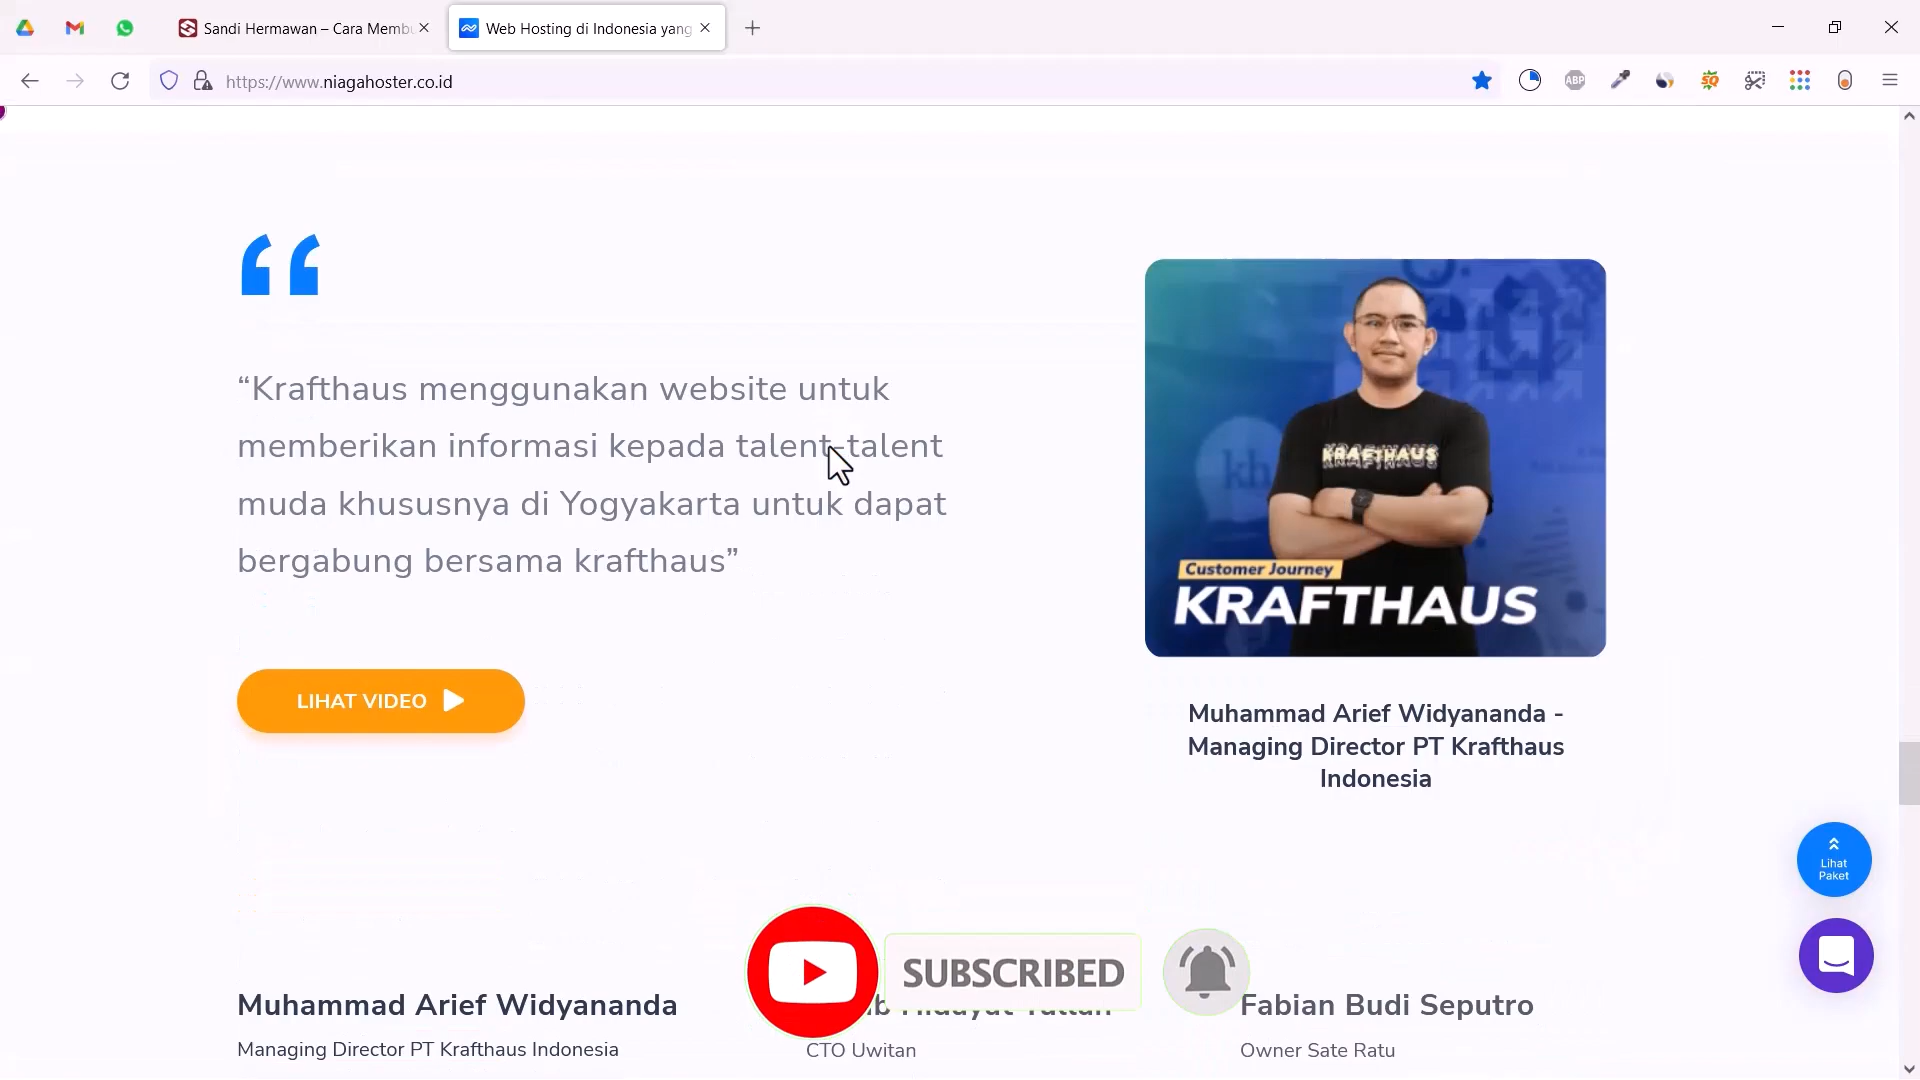 Sandi Hermawan – Cara Memb
Web Hosting di Indonesia yang
https://www.niagahoster.co.id
ABP
SQ
“Krafthaus menggunakan website untuk
memberikan informasi kepada talent-talent
muda khususnya di Yogyakarta untuk dapat
bergabung bersama krafthaus”
LIHAT VIDEO
kh
KRAFTHAUS
Customer Journey
KRAFTHAUS
Muhammad Arief Widyananda -
Managing Director PT Krafthaus
Indonesia
Lihat
Paket
SUBSCRIBED
Muhammad Arief Widyananda
Managing Director PT Krafthaus Indonesia
CTO Uwitan
Fabian Budi Seputro
Owner Sate Ratu